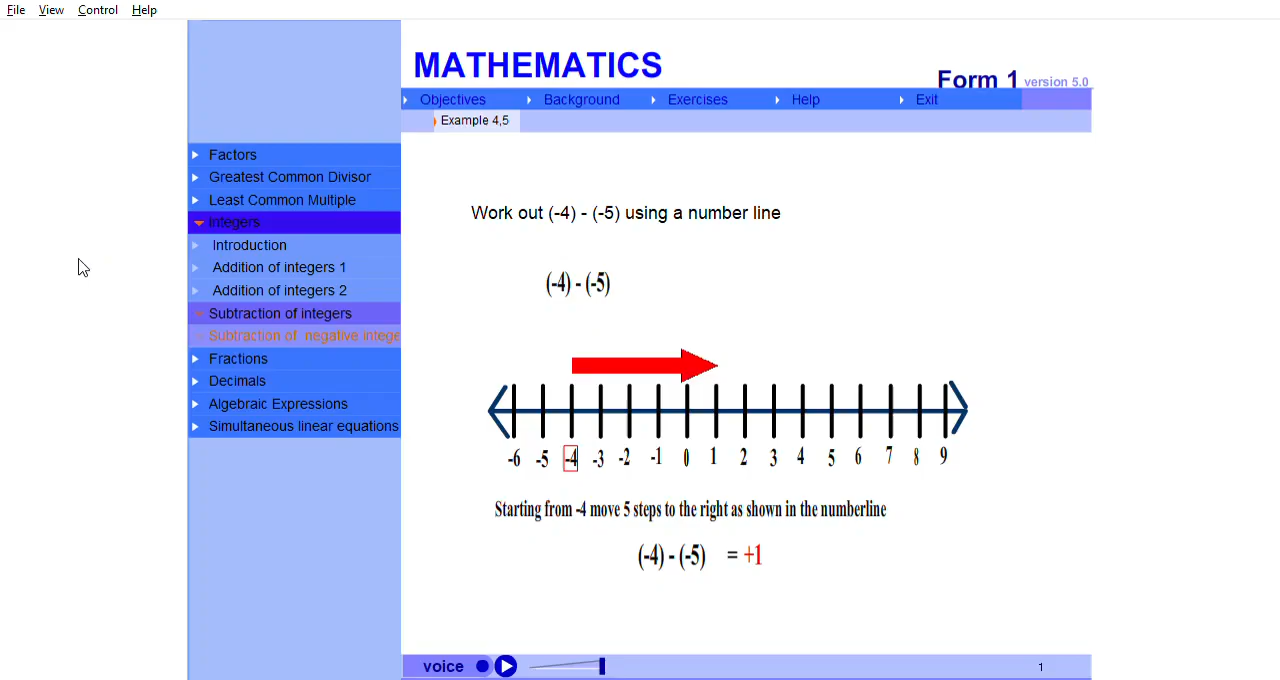 File View Control Help
MATHEMATICS
Form 1 version 5.0
Objectives Background Exercises Help Exit
Example 4,5
Factors
Greatest Common Divisor
Least Common Multiple
Integers
Introduction
Addition of integers 1
Addition of integers 2
Subtraction of integers
Subtraction of negative intege
Fractions
Decimals
Algebraic Expressions
Simultaneous linear equations
Work out (-4) - (-5) using a number line
(-4) - (-5)
-6 -5 -4 -3 -2 -1 0 1 2 3 4 5 6 7 8 9
Starting from -4 move 5 steps to the right as shown in the numberline
(-4) - (-5) = +1
voice
1